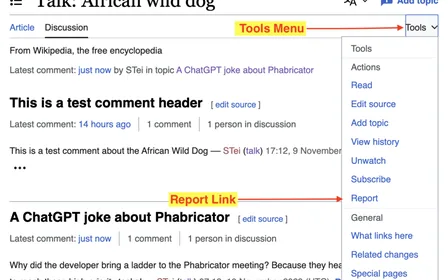 Talk: African wild dog
Add topic
Tools Menu
Article Discussion
Tools
From Wikipedia, the free encyclopedia
Latest comment: just now by STei in topic A ChatGPT joke about Phabricator
This is a test comment header [ edit source ]
Latest comment: 14 hours ago 1 comment 1 person in discussion
This is a test comment about the African Wild Dog — STei (talk) 17:12, 9 November
Report Link
A ChatGPT joke about Phabricator [ edit source ]
Latest comment: just now 1 comment 1 person in discussion
Why did the developer bring a ladder to the Phabricator meeting? Because they hea
Tools
Actions
Read
Edit source
Add topic
View history
Unwatch
Subscribe
Report
General
What links here
Related changes
Special pages